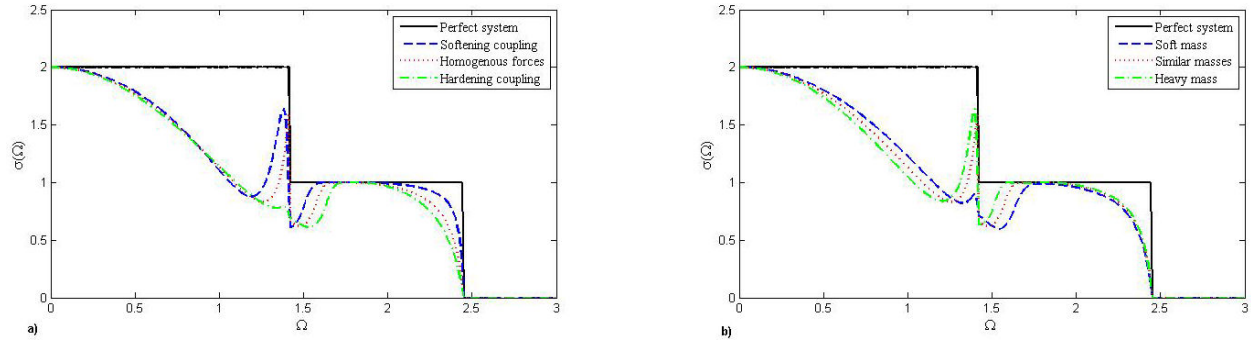 2.5
2
1.5
1
0.5
0
σ(Ω)
0 0.5 1 1.5 2 2.5 3
Ω
a)
Perfect system
Softening coupling
Homogenous forces
Hardening coupling
2.5
2
1.5
1
0.5
0
σ(Ω)
0 0.5 1 1.5 2 2.5 3
Ω
b)
Perfect system
Soft mass
Similar masses
Heavy mass